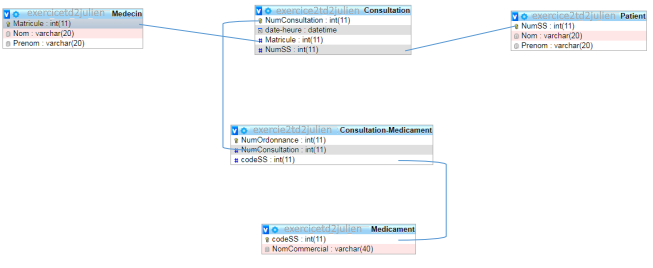 exercicetd2julien Medecin
Matricule : int(11)
Nom : varchar(20)
Prenom : varchar(20)
exercice2td2julien Consultation
NumConsultation : int(11)
date-heure : datetime
# Matricule : int(11)
# NumSS : int(11)
exercice2td2julien Patient
NumSS : int(11)
Nom : varchar(20)
Prenom : varchar(20)
exercie2td2julien Consultation-Medicament
NumOrdonnance : int(11)
# NumConsultation : int(11)
# codeSS : int(11)
exercicetd2julien Medicament
codeSS : int(11)
NomCommercial : varchar(40)